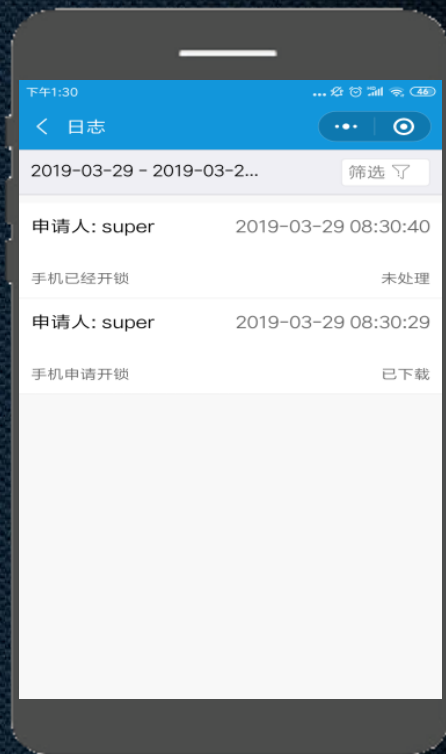 下午1:30 ... 46
日志
2019-03-29 - 2019-03-2... 筛选
申请人: super 2019-03-29 08:30:40
手机已经开锁 未处理
申请人: super 2019-03-29 08:30:29
手机申请开锁 已下载